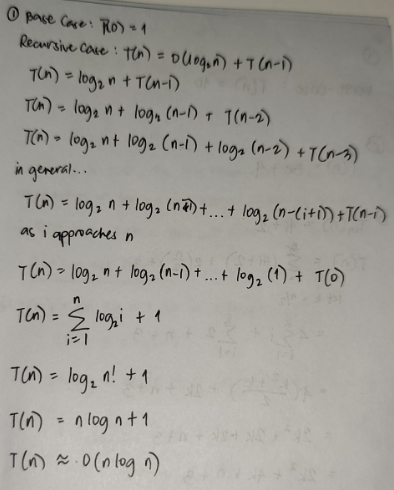 ① Base Case: T(0) = 1
Recursive Case: T(n) = O(log₂n) + T(n-1)
T(n) = log₂ n + T(n-1)
T(n) = log₂ n + log₂ (n-1) + T(n-2)
T(n) = log₂ n + log₂ (n-1) + log₂ (n-2) + T(n-3)
in general...
T(n) = log₂ n + log₂ (n-1) + ... + log₂ (n-(i+1)) + T(n-i)
as i approaches n
T(n) = log₂ n + log₂ (n-1) + ... + log₂ (1) + T(0)
T(n) = n Σ i=1 log₂i + 1
T(n) = log₂ n! + 1
T(n) = n log n + 1
T(n) ≈ O(n log n)